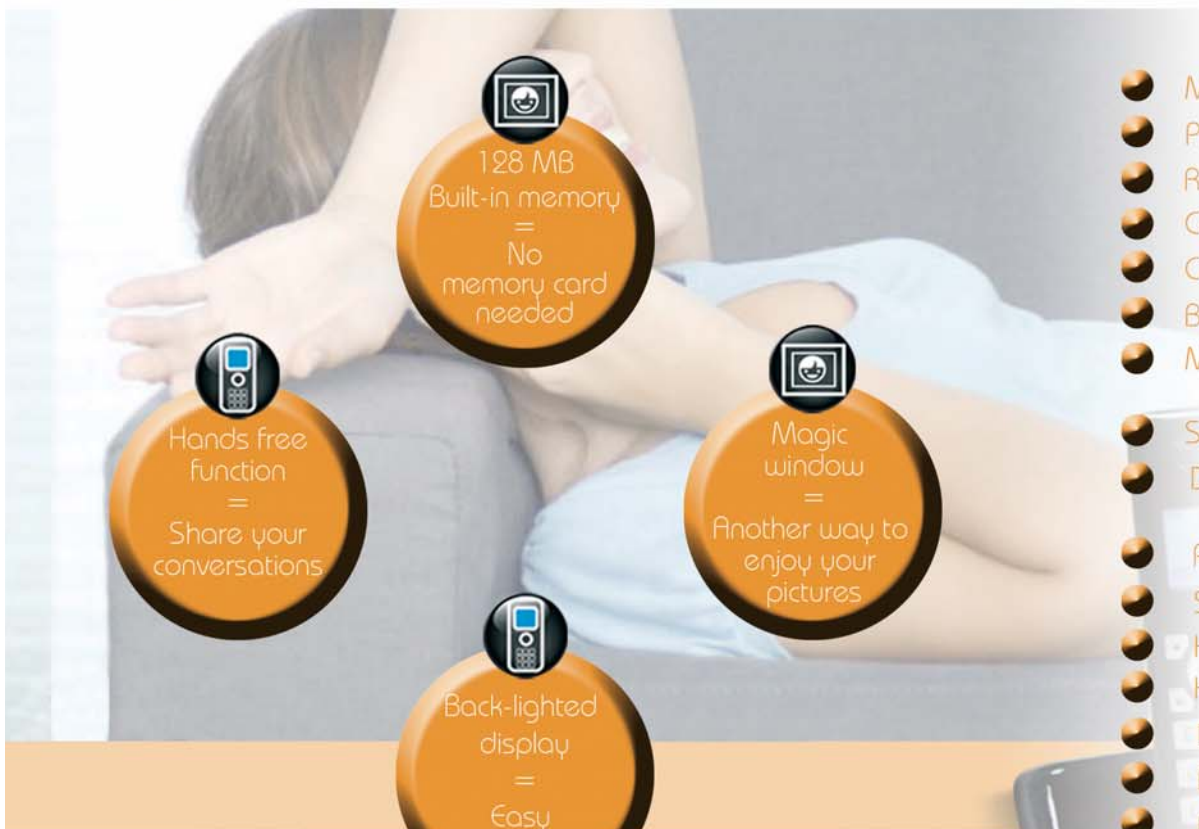 128 MB
Built-in memory
=
No
memory card
needed
Hands free
function
=
Share your
conversations
Magic
window
=
Another way to
enjoy your
pictures
Back-lighted
display
=
Easy